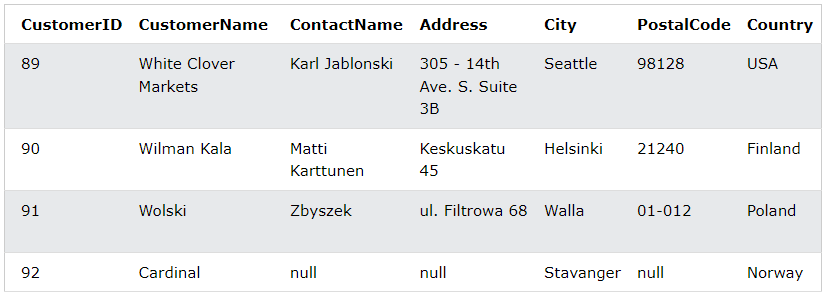 CustomerID CustomerName ContactName Address City PostalCode Country
89 White Clover Karl Jablonski 305 - 14th Seattle 98128 USA
Markets Ave. S. Suite
3B
90 Wilman Kala Matti Keskuskatu Helsinki 21240 Finland
Karttunen 45
91 Wolski Zbyszek ul. Filtrowa 68 Walla 01-012 Poland
92 Cardinal null null Stavanger null Norway